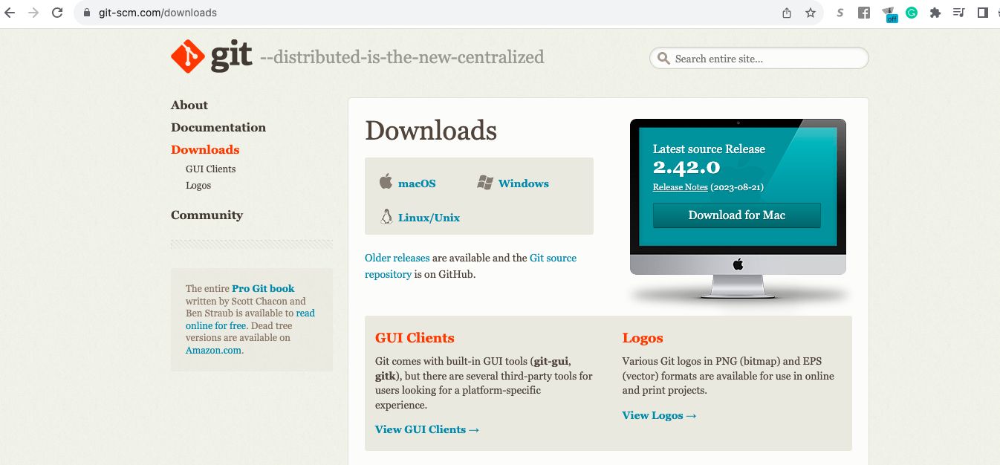 git-scm.com/downloads
S
off
git --distributed-is-the-new-centralized
Search entire site...
About
Documentation
Downloads
GUI Clients
Logos
Community
The entire Pro Git book
written by Scott Chacon and
Ben Straub is available to read
online for free. Dead tree
versions are available on
Amazon.com.
Downloads
macOS
Windows
Linux/Unix
Older releases are available and the Git source
repository is on GitHub.
Latest source Release
2.42.0
Release Notes (2023-08-21)
Download for Mac
GUI Clients
Git comes with built-in GUI tools (git-gui,
gitk), but there are several third-party tools for
users looking for a platform-specific
experience.
View GUI Clients →
Logos
Various Git logos in PNG (bitmap) and EPS
(vector) formats are available for use in online
and print projects.
View Logos →